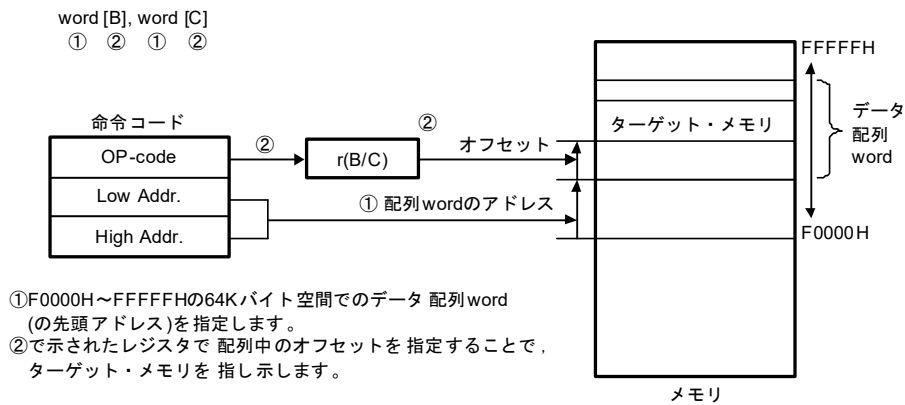 word [B], word [C]
① ② ① ②
命令コード
OP-code
Low Addr.
High Addr.
②
r(B/C)
②
オフセット
① 配列wordのアドレス
ターゲット・メモリ
FFFFFH
データ
配列
word
F0000H
メモリ
①F0000H～FFFFFHの64Kバイト空間でのデータ配列word
(の先頭アドレス)を指定します。
②で示されたレジスタで配列中のオフセットを指定することで，
ターゲット・メモリを指し示します。